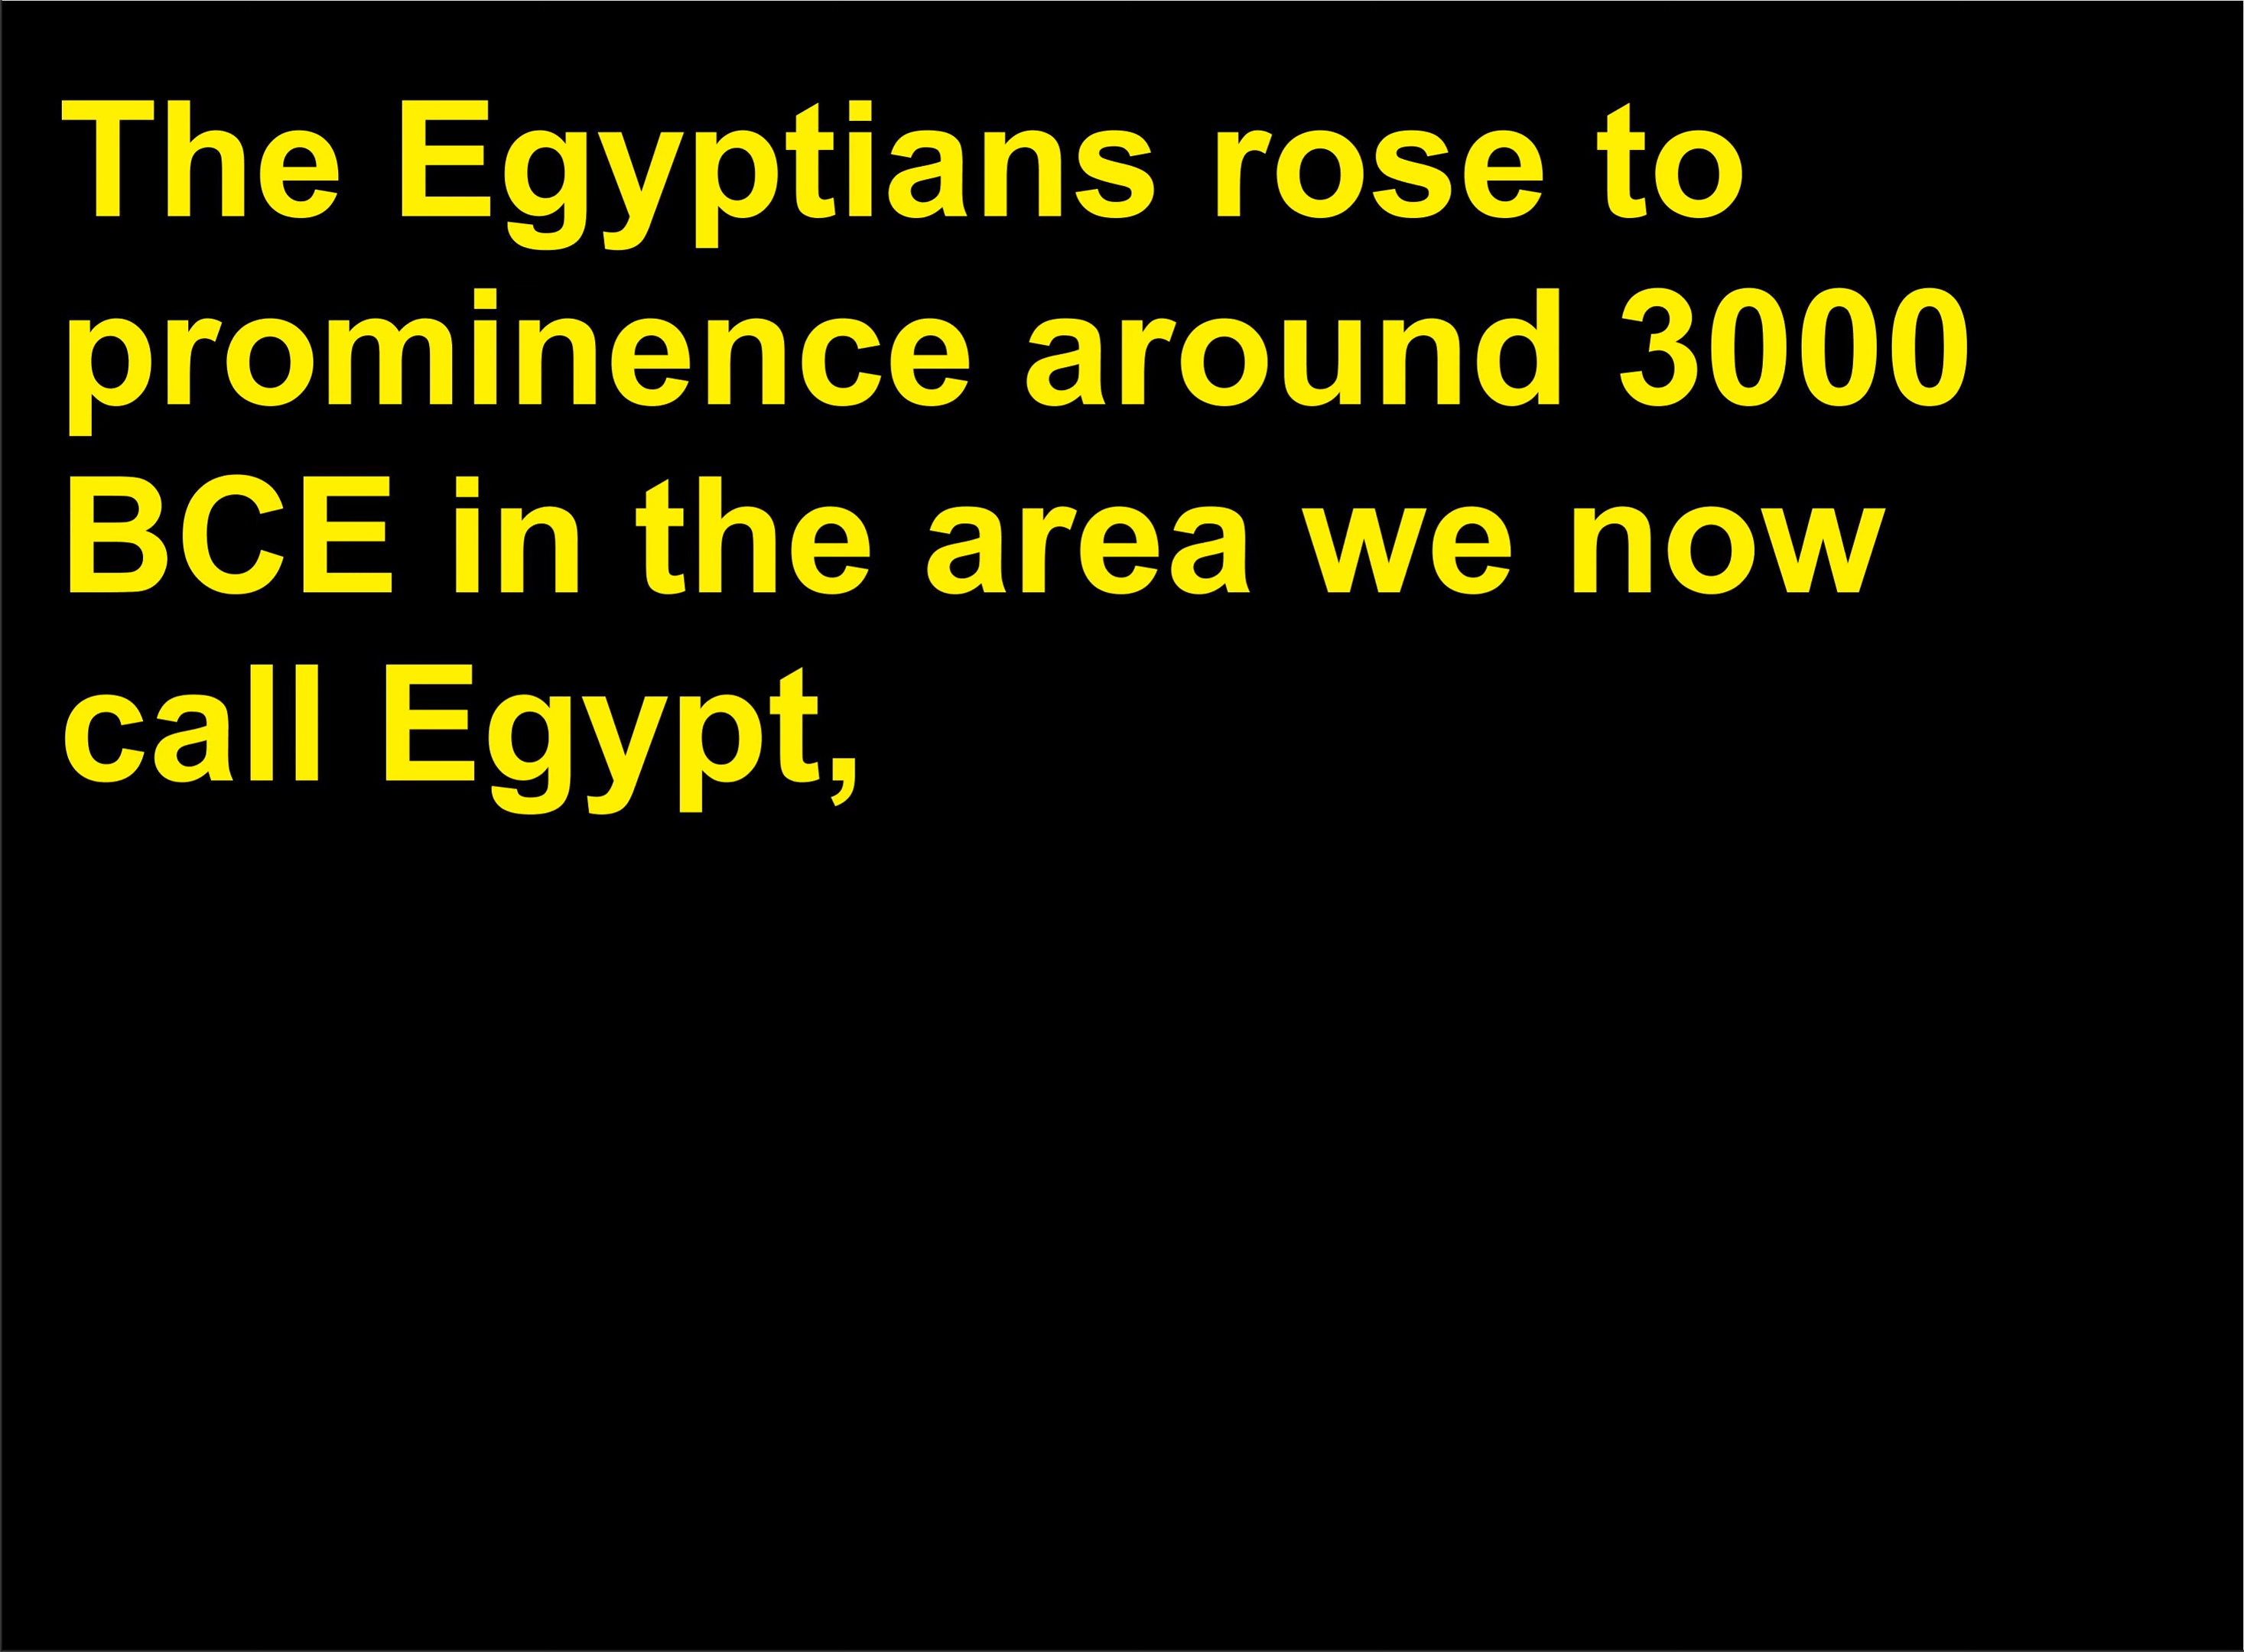 The Egyptians rose to
prominence around 3000
BCE in the area we now
call Egypt,